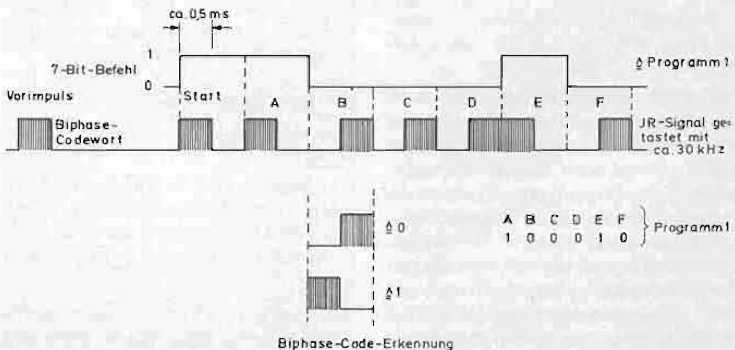 ca. 0,5 ms
1
7-Bit-Befehl
0
≙ Programm 1
Vorimpuls
Start
A B C D E F
Biphase-
Codewort
JR-Signal ge=
tastet mit
ca. 30 kHz
≙ 0
A B C D E F
1 0 0 0 1 0
Programm 1
≙ 1
Biphase-Code-Erkennung